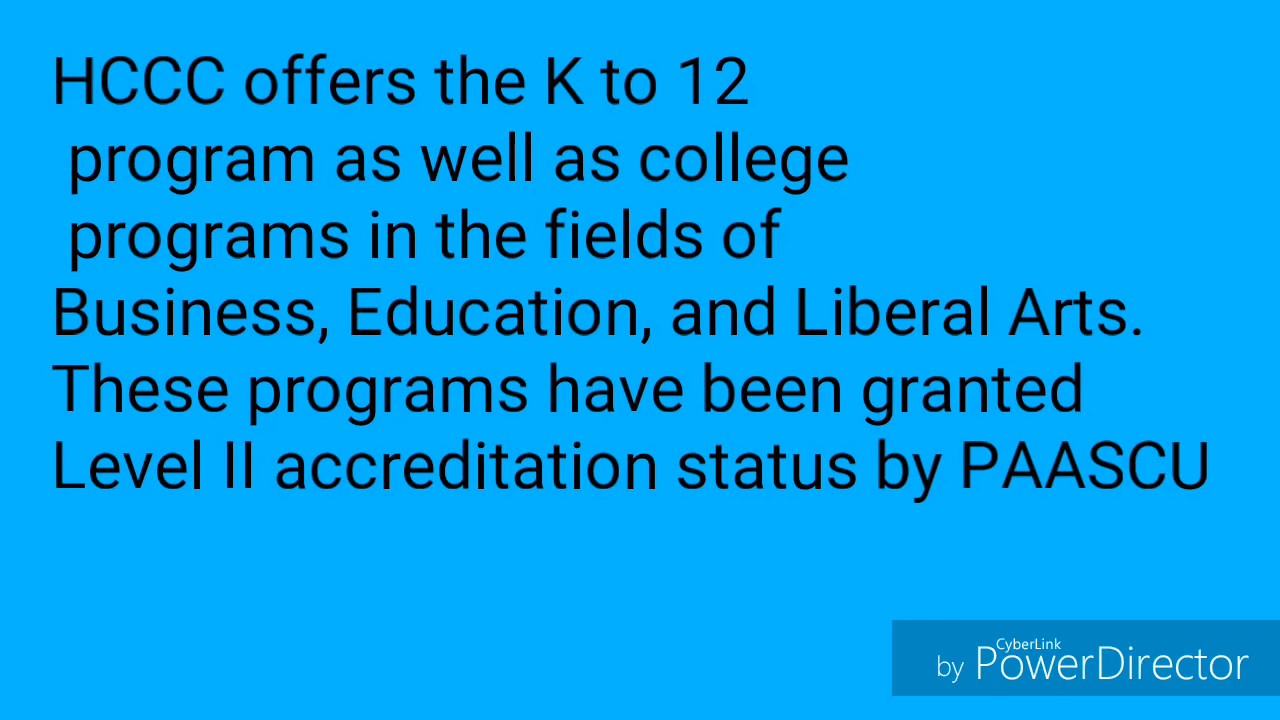 HCCC offers the K to 12
program as well as college
programs in the fields of
Business, Education, and Liberal Arts.
These programs have been granted
Level II accreditation status by PAASCU
CyberLink
by PowerDirector